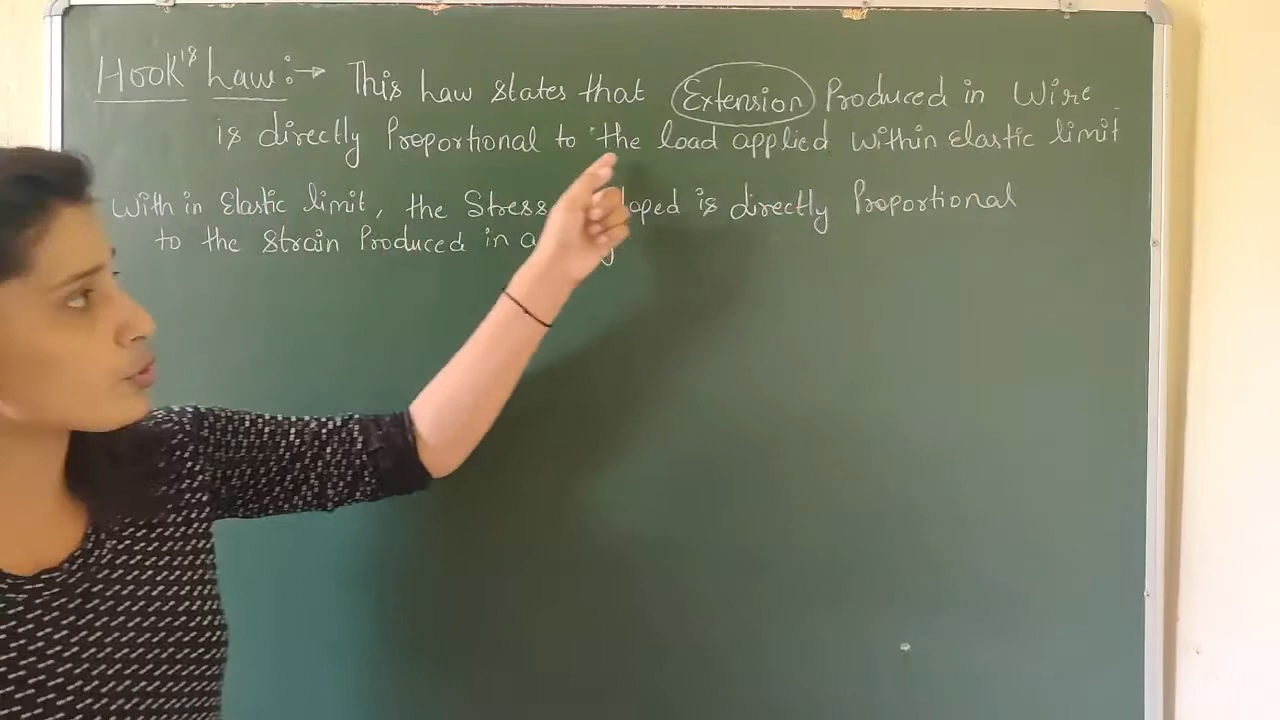 Hook's Law :→ This Law states that Extension Produced in Wire
is directly Proportional to the load applied within elastic limit
With in Elastic limit, the Stress is directly Proportional
to the strain Produced in a